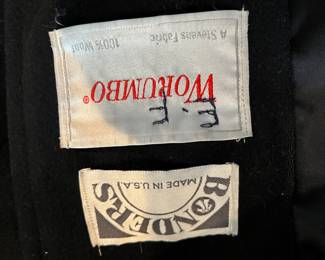 A Stevens Fabric
WORUMBO®
100% Wool
F.F
BONDERS
MADE IN U.S.A.